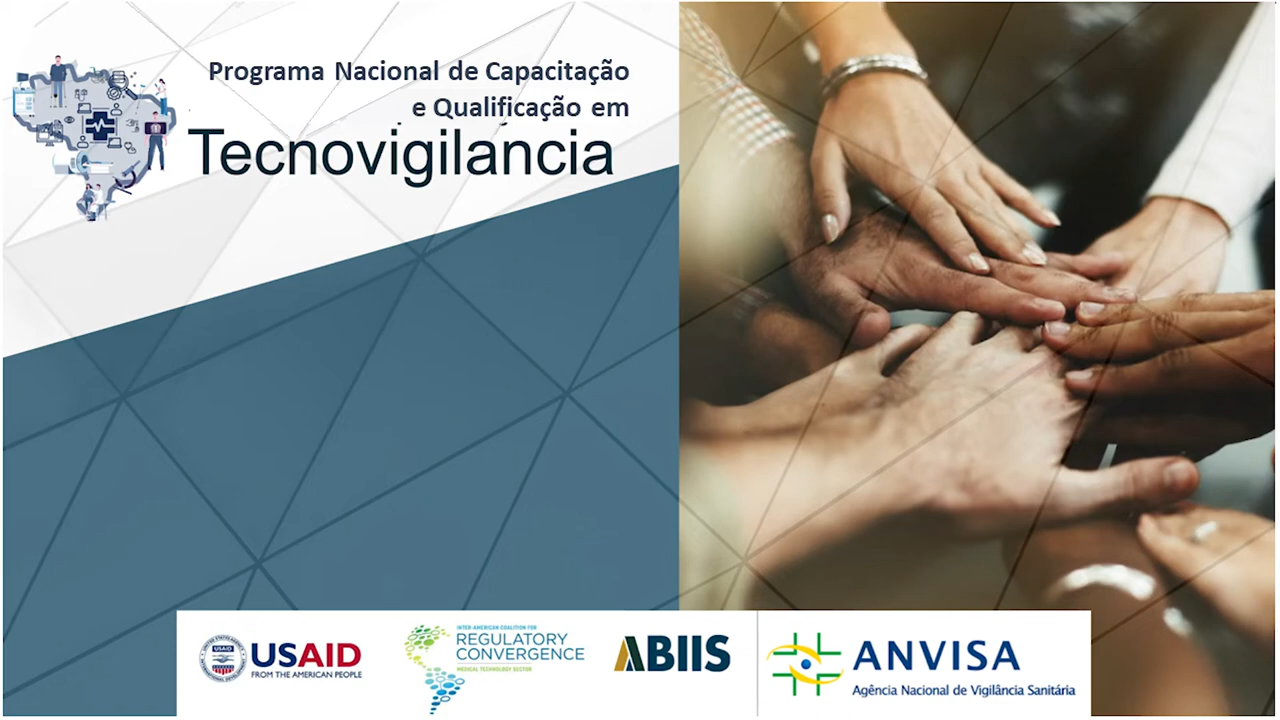 Programa Nacional de Capacitação
e Qualificação em
Tecnovigilancia
USAID
USAID
FROM THE AMERICAN PEOPLE
INTER-AMERICAN COALITION FOR
REGULATORY
CONVERGENCE
MEDICAL TECHNOLOGY SECTOR
ABIIS
ANVISA
Agência Nacional de Vigilância Sanitária